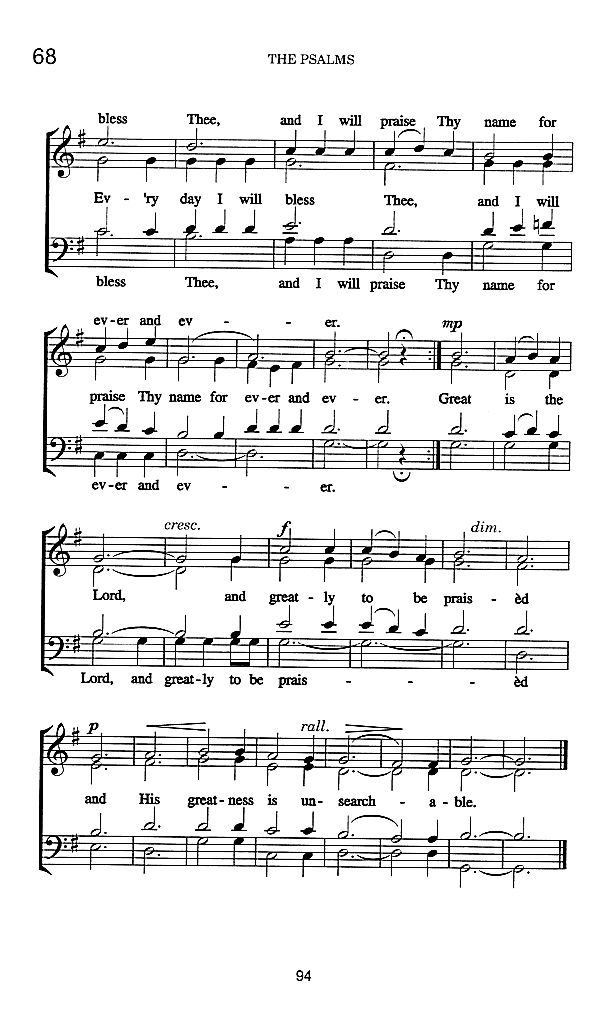 68
THE PSALMS
bless Thee, and I will praise Thy name for
Ev - 'ry day I will bless Thee, and I will
bless Thee, and I will praise Thy name for
ev-er and ev - - er. mp
praise Thy name for ev-er and ev - er. Great is the
ev-er and ev - - er.
cresc. f dim.
Lord, and great - ly to be prais - èd
Lord, and great-ly to be prais - - - - èd
p rall.
and His great-ness is un- search - a - ble.
94